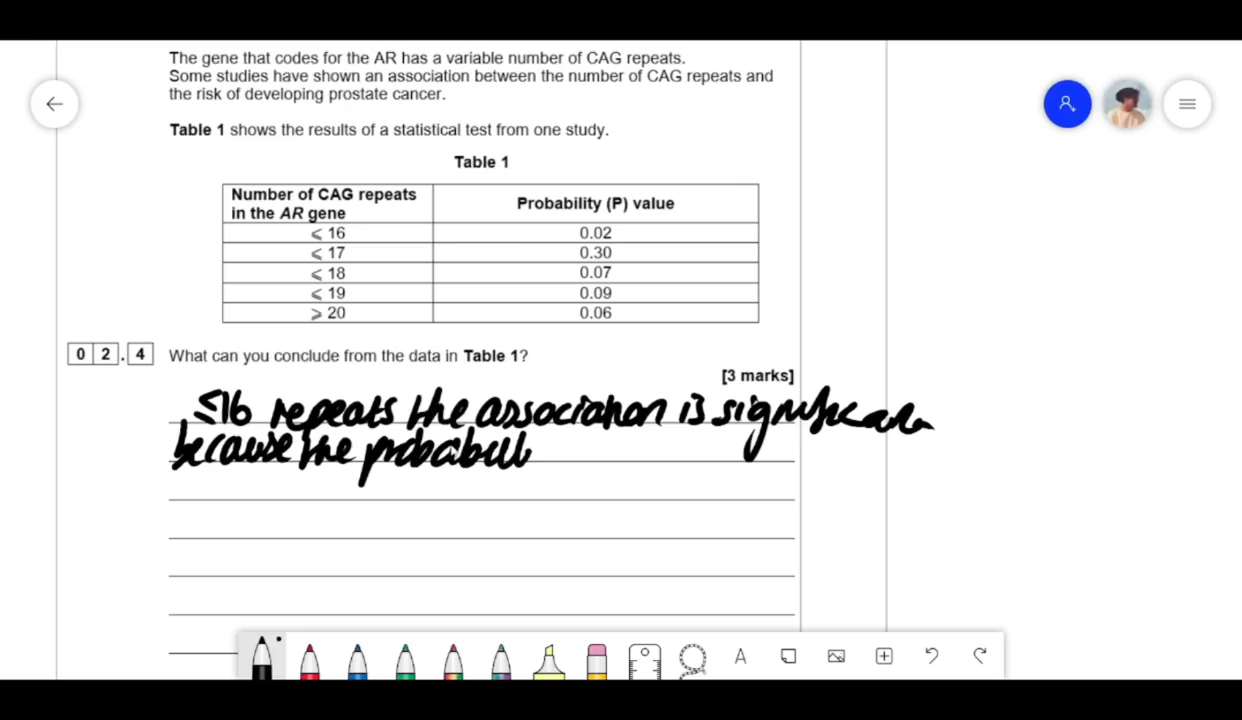 The gene that codes for the AR has a variable number of CAG repeats.
Some studies have shown an association between the number of CAG repeats and
the risk of developing prostate cancer.
Table 1 shows the results of a statistical test from one study.
Table 1
Number of CAG repeats in the AR gene Probability (P) value
⩽ 16 0.02
⩽ 17 0.30
⩽ 18 0.07
⩽ 19 0.09
⩾ 20 0.06
02.4 What can you conclude from the data in Table 1?
[3 marks]
≤16 repeats the association is significant
because the probabili
A